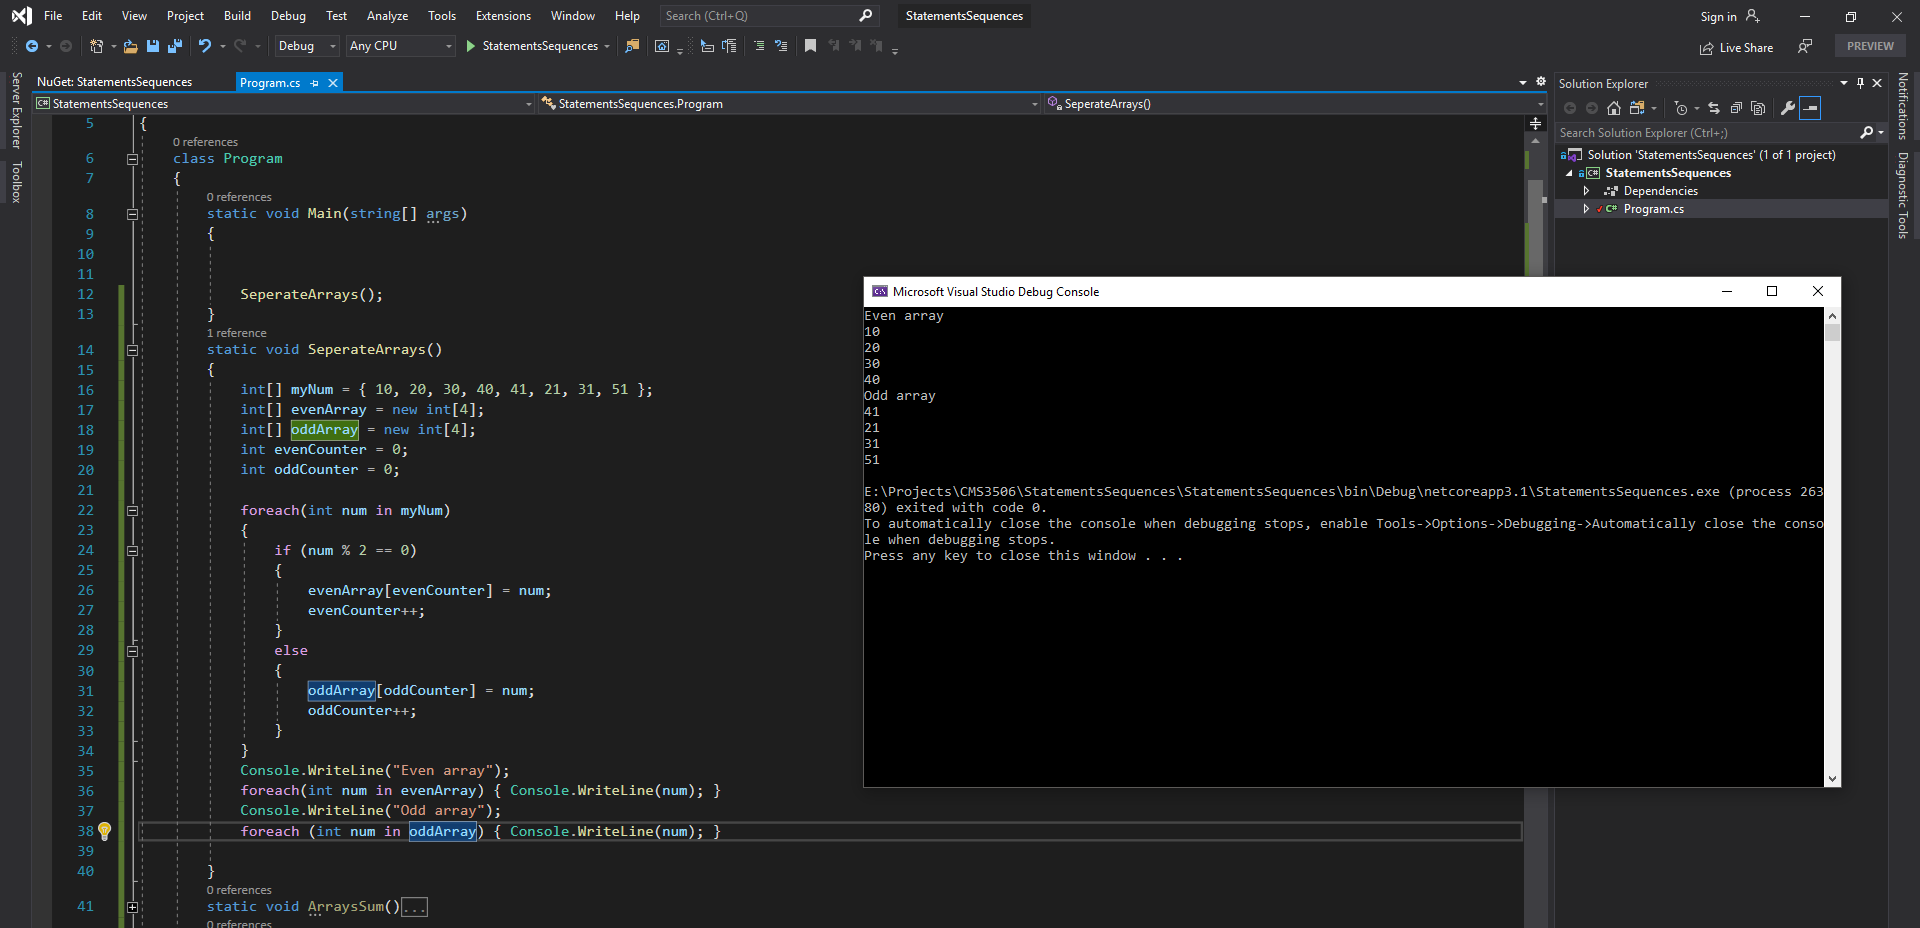 File Edit View Project Build Debug Test Analyze Tools Extensions Window Help Search (Ctrl+Q) StatementsSequences Sign in
Debug Any CPU StatementsSequences Live Share PREVIEW
Server Explorer
Toolbox
NuGet: StatementsSequences Program.cs
C# StatementsSequences StatementsSequences.Program SeperateArrays()
5 {
0 references
6 class Program
7 {
0 references
8 static void Main(string[] args)
9 {
10
11
12 SeperateArrays();
13 }
1 reference
14 static void SeperateArrays()
15 {
16 int[] myNum = { 10, 20, 30, 40, 41, 21, 31, 51 };
17 int[] evenArray = new int[4];
18 int[] oddArray = new int[4];
19 int evenCounter = 0;
20 int oddCounter = 0;
21
22 foreach(int num in myNum)
23 {
24 if (num % 2 == 0)
25 {
26 evenArray[evenCounter] = num;
27 evenCounter++;
28 }
29 else
30 {
31 oddArray[oddCounter] = num;
32 oddCounter++;
33 }
34 }
35 Console.WriteLine("Even array");
36 foreach(int num in evenArray) { Console.WriteLine(num); }
37 Console.WriteLine("Odd array");
38 foreach (int num in oddArray) { Console.WriteLine(num); }
39
40 }
0 references
41 static void ArraysSum()...
0 references
Microsoft Visual Studio Debug Console
Even array
10
20
30
40
Odd array
41
21
31
51
E:\Projects\CMS3506\StatementsSequences\StatementsSequences\bin\Debug\netcoreapp3.1\StatementsSequences.exe (process 263
80) exited with code 0.
To automatically close the console when debugging stops, enable Tools->Options->Debugging->Automatically close the conso
le when debugging stops.
Press any key to close this window . . .
Solution Explorer
Search Solution Explorer (Ctrl+;)
Solution 'StatementsSequences' (1 of 1 project)
C# StatementsSequences
Dependencies
C# Program.cs
Notifications
Diagnostic Tools